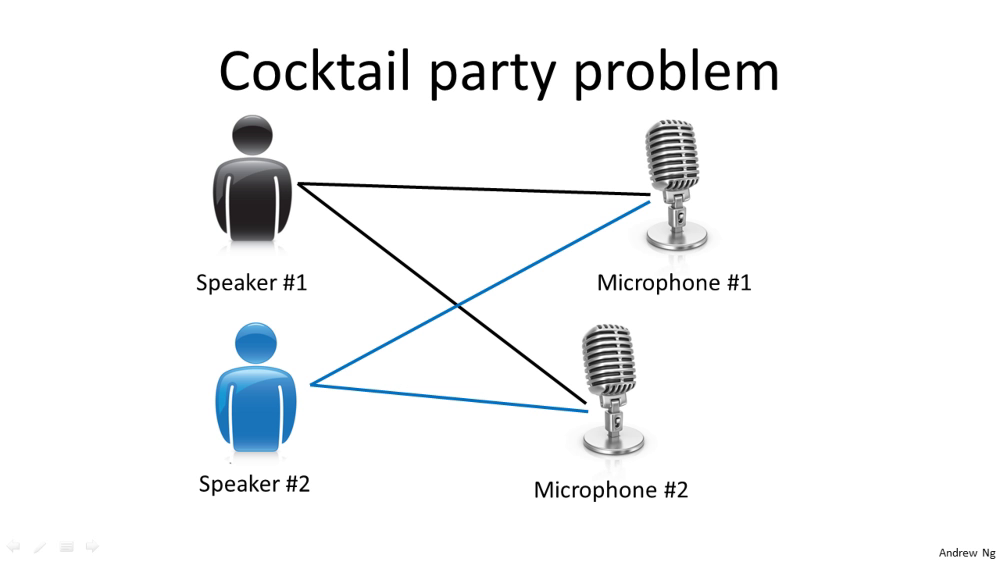 Cocktail party problem
Speaker #1
Microphone #1
Speaker #2
Microphone #2
Andrew Ng